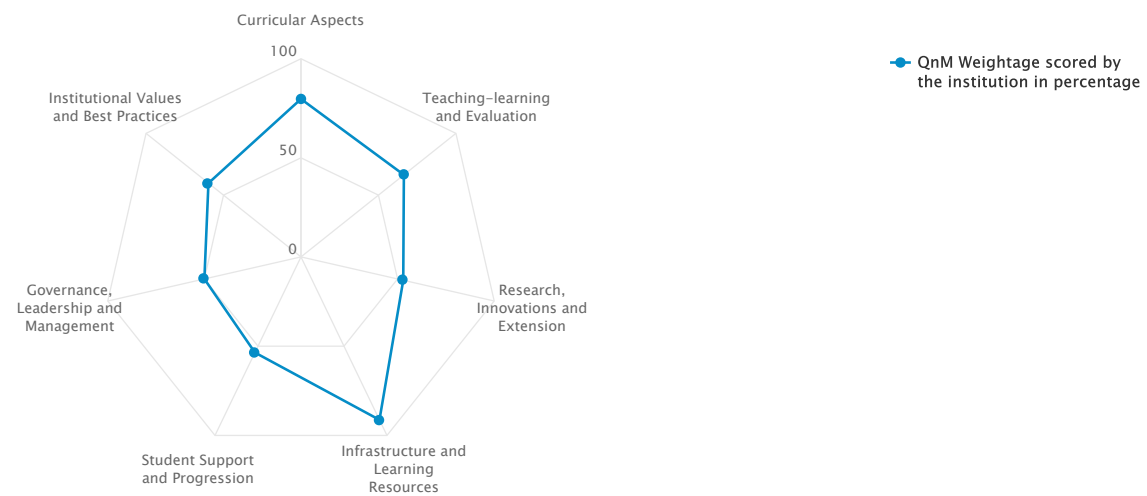 Curricular Aspects
100
50
0
Teaching-learning
and Evaluation
Research,
Innovations and
Extension
Infrastructure and
Learning
Resources
Student Support
and Progression
Governance,
Leadership and
Management
Institutional Values
and Best Practices
QnM Weightage scored by
the institution in percentage